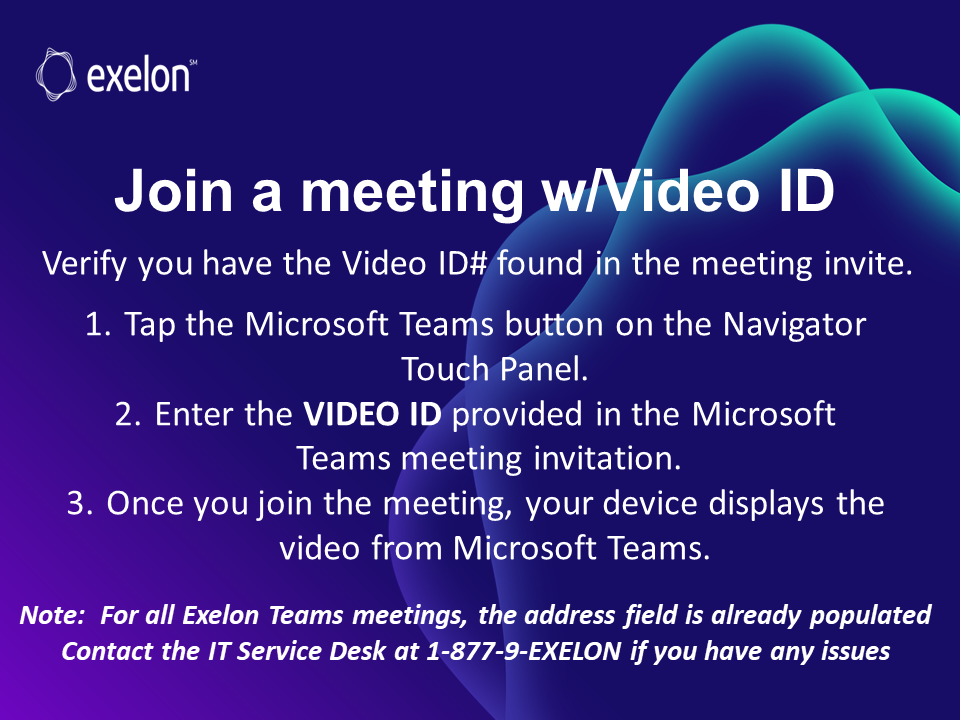 exelon℠
Join a meeting w/Video ID
Verify you have the Video ID# found in the meeting invite.
1. Tap the Microsoft Teams button on the Navigator
Touch Panel.
2. Enter the VIDEO ID provided in the Microsoft
Teams meeting invitation.
3. Once you join the meeting, your device displays the
video from Microsoft Teams.
Note:  For all Exelon Teams meetings, the address field is already populated
Contact the IT Service Desk at 1-877-9-EXELON if you have any issues